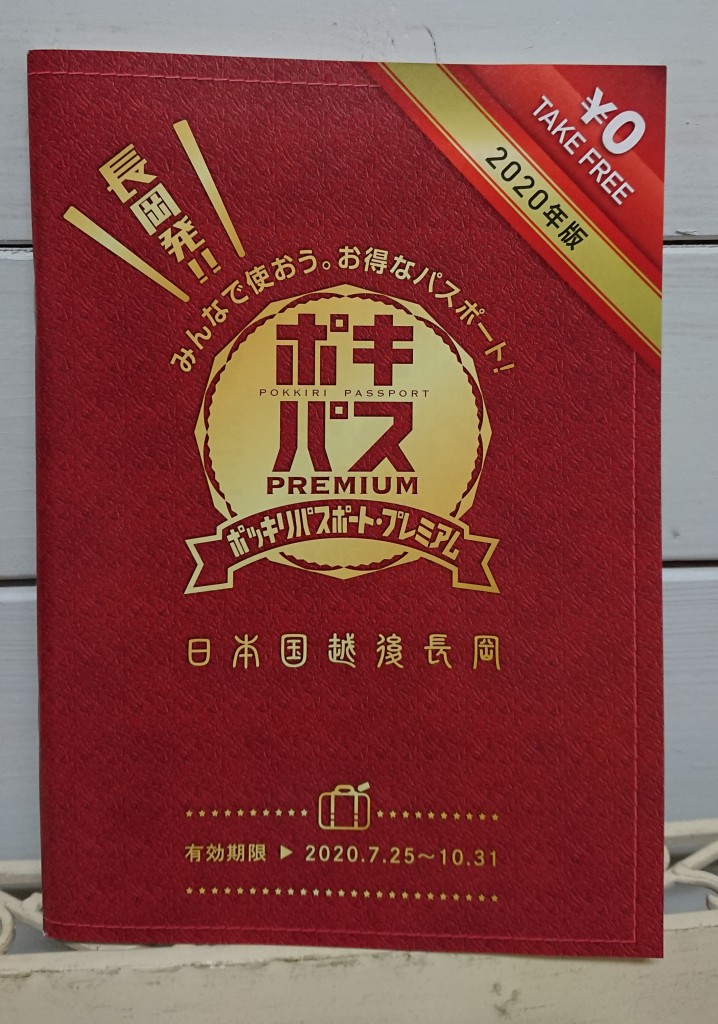 ¥0
TAKE FREE
2020年版
長岡発!!
みんなで使おう。お得なパスポート!
ポキ
POKKIRI PASSPORT
パス
PREMIUM
ポッキリパスポート・プレミアム
日本国越後長岡
有効期限 ▶ 2020.7.25〜10.31